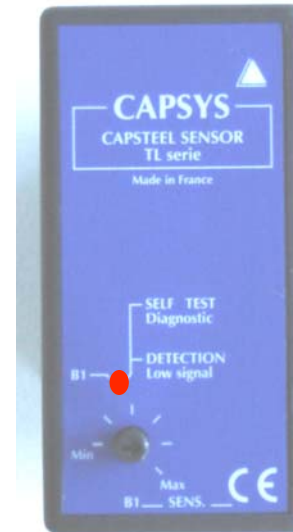 CAPSYS
CAPSTEEL SENSOR
TL serie
Made in France
SELF TEST
Diagnostic
DETECTION
B1 Low signal
Min
Max
B1 SENS.
CE